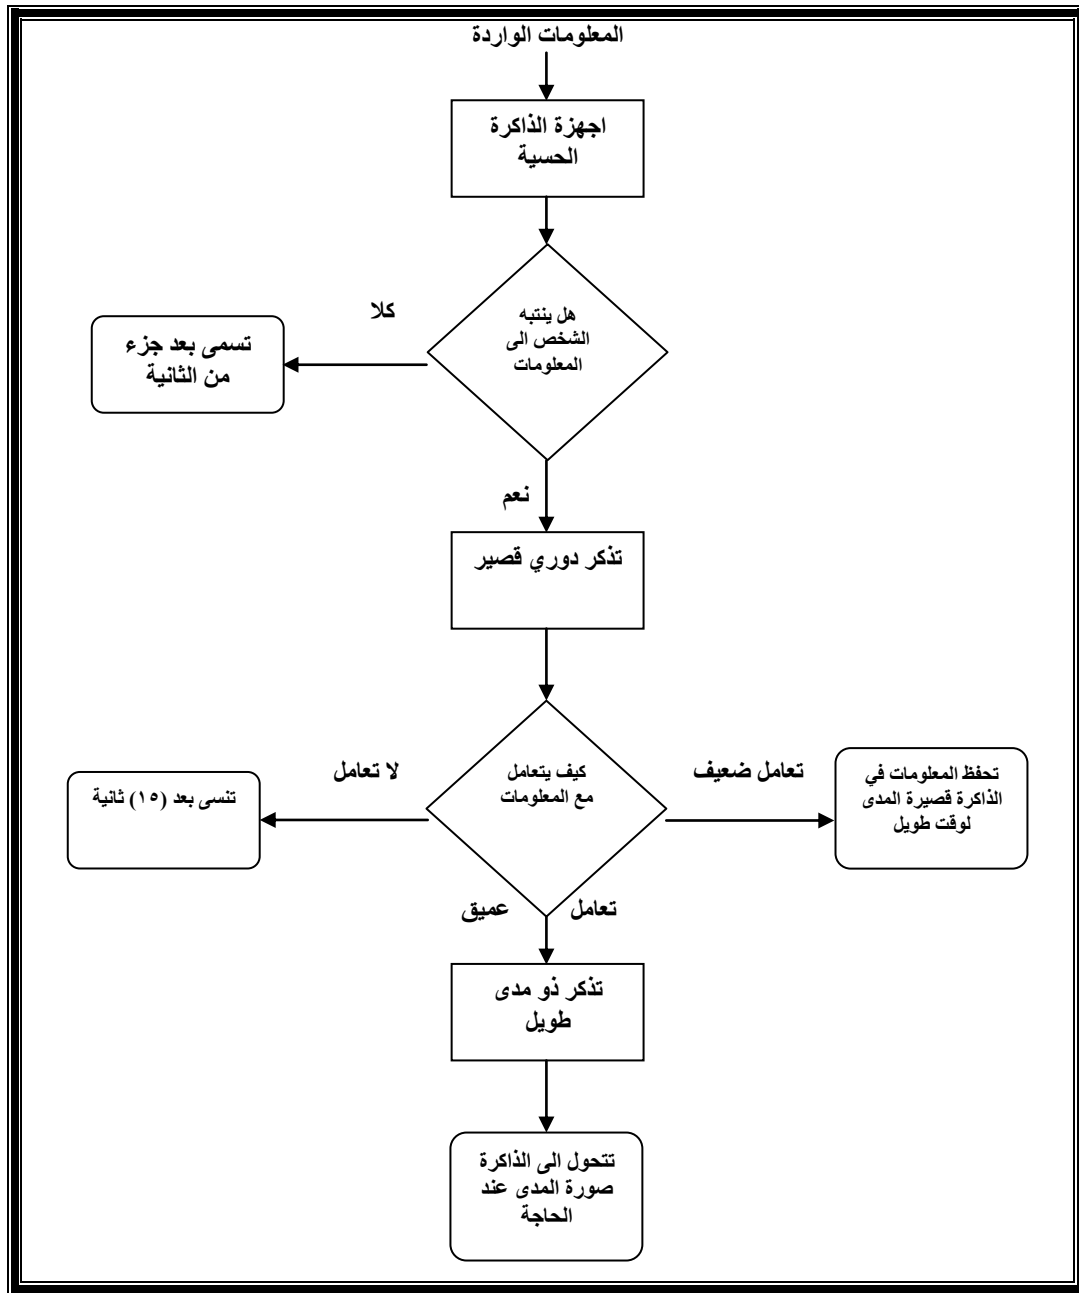 المعلومات الواردة
اجهزة الذاكرة
الحسية
هل ينتبه
الشخص الى
المعلومات
كلا
تسمى بعد جزء
من الثانية
نعم
تذكر دوري قصير
كيف يتعامل
مع المعلومات
تعامل ضعيف
تحفظ المعلومات في
الذاكرة قصيرة المدى
لوقت طويل
لا تعامل
تنسى بعد (١٥) ثانية
تعامل عميق
تذكر ذو مدى
طويل
تتحول الى الذاكرة
صورة المدى عند
الحاجة